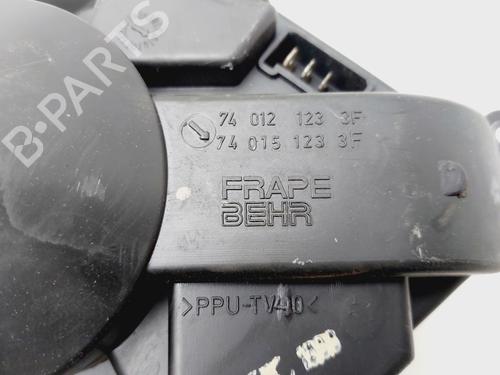 B-PARTS
74 012 123 3F
74 015 123 3F
FRAPE
BEHR
>PPU-TV40<